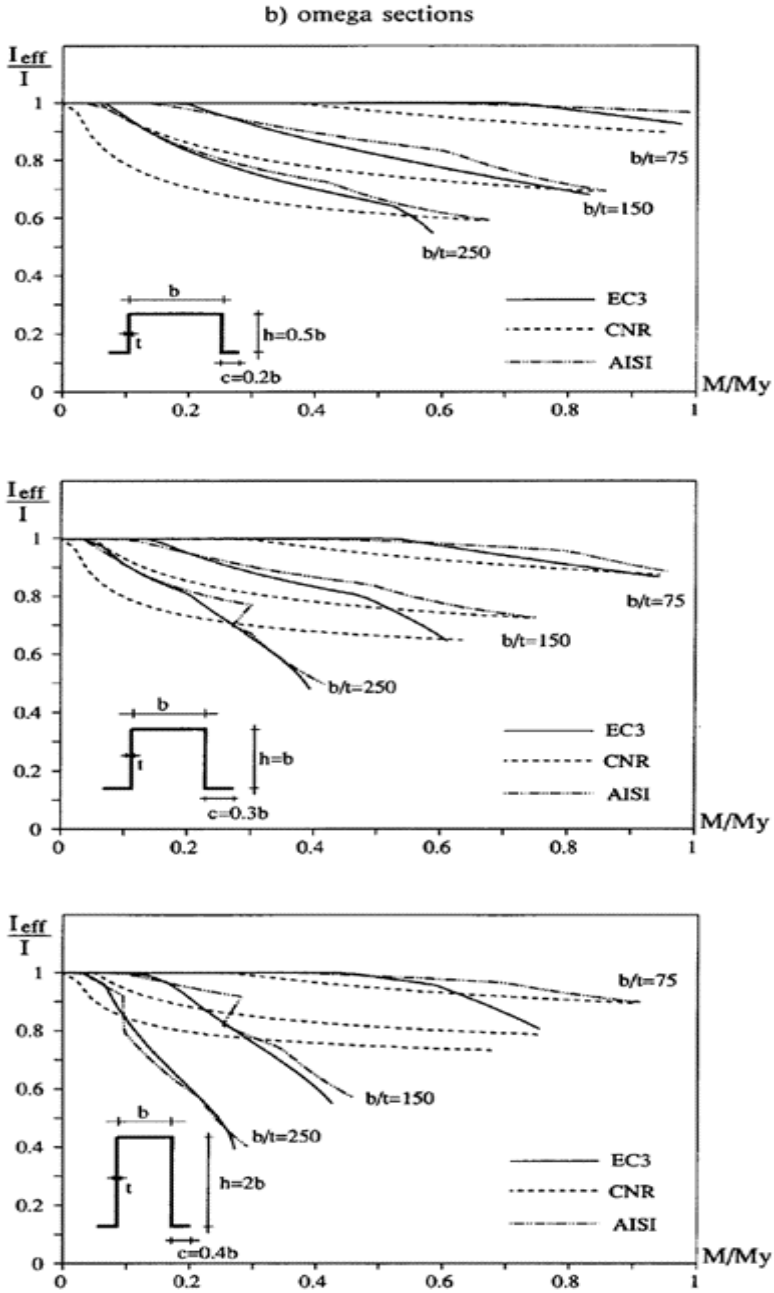 b) omega sections
I eff
I
1
0.8
0.6
0.4
0.2
0
b/t=75
b/t=150
b/t=250
b
t
h=0.5b
c=0.2b
EC3
CNR
AISI
M/My
0 0.2 0.4 0.6 0.8 1
I eff
I
1
0.8
0.6
0.4
0.2
0
b/t=75
b/t=150
b/t=250
b
t
h=b
c=0.3b
EC3
CNR
AISI
M/My
0 0.2 0.4 0.6 0.8 1
I eff
I
1
0.8
0.6
0.4
0.2
0
b/t=75
b/t=150
b/t=250
b
t
h=2b
c=0.4b
EC3
CNR
AISI
M/My
0 0.2 0.4 0.6 0.8 1